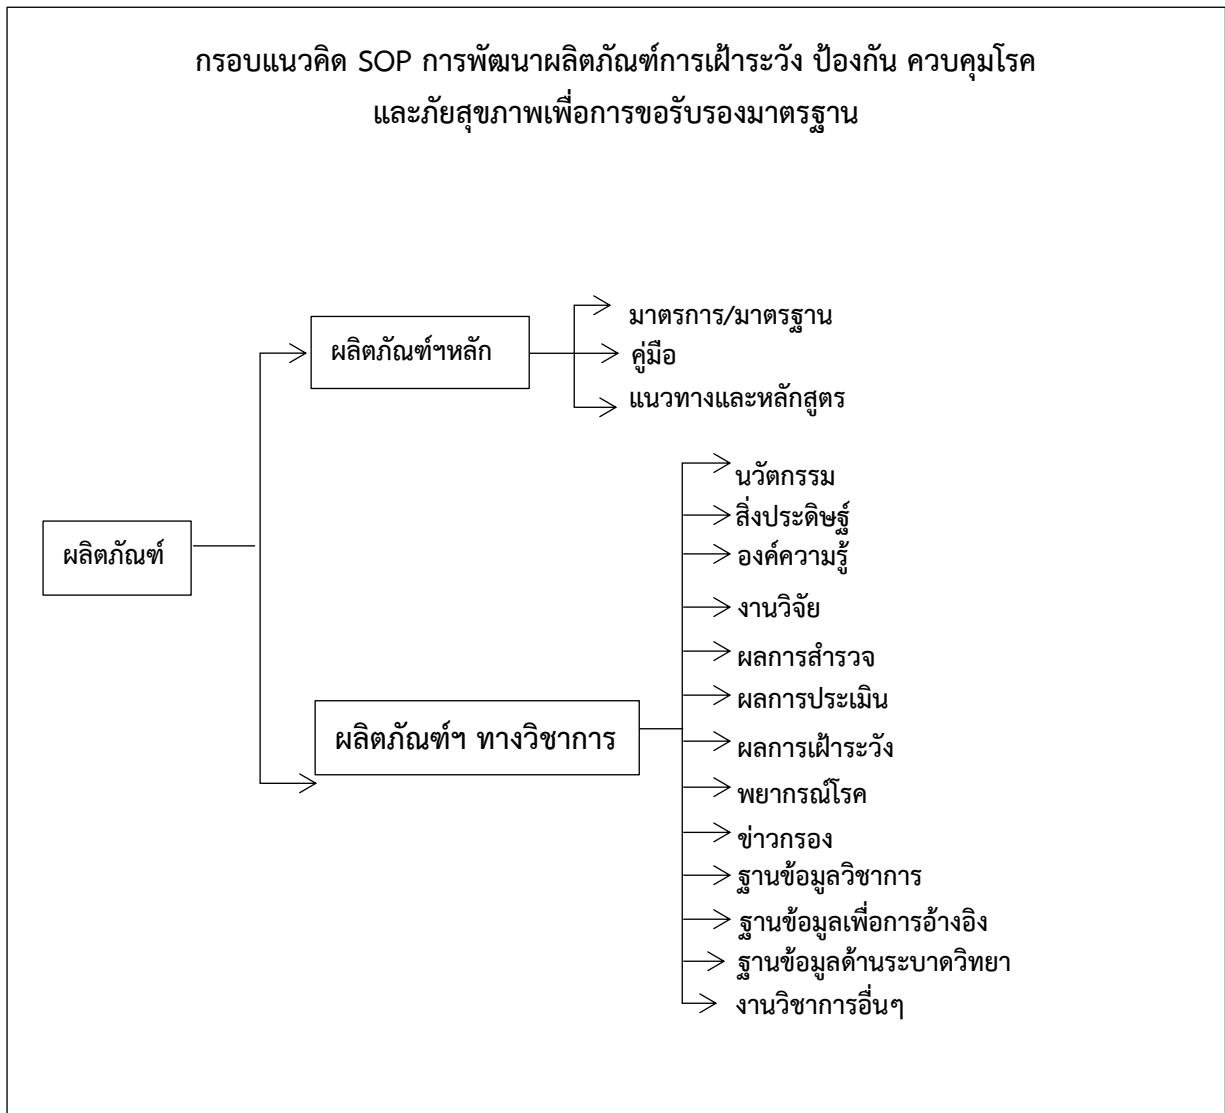 กรอบแนวคิด SOP การพัฒนาผลิตภัณฑ์การเฝ้าระวัง ป้องกัน ควบคุมโรค
และภัยสุขภาพเพื่อการขอรับรองมาตรฐาน
ผลิตภัณฑ์ฯหลัก
มาตรการ/มาตรฐาน
คู่มือ
แนวทางและหลักสูตร
ผลิตภัณฑ์
ผลิตภัณฑ์ฯ ทางวิชาการ
นวัตกรรม
สิ่งประดิษฐ์
องค์ความรู้
งานวิจัย
ผลการสำรวจ
ผลการประเมิน
ผลการเฝ้าระวัง
พยากรณ์โรค
ข่าวกรอง
ฐานข้อมูลวิชาการ
ฐานข้อมูลเพื่อการอ้างอิง
ฐานข้อมูลด้านระบาดวิทยา
งานวิชาการอื่นๆ